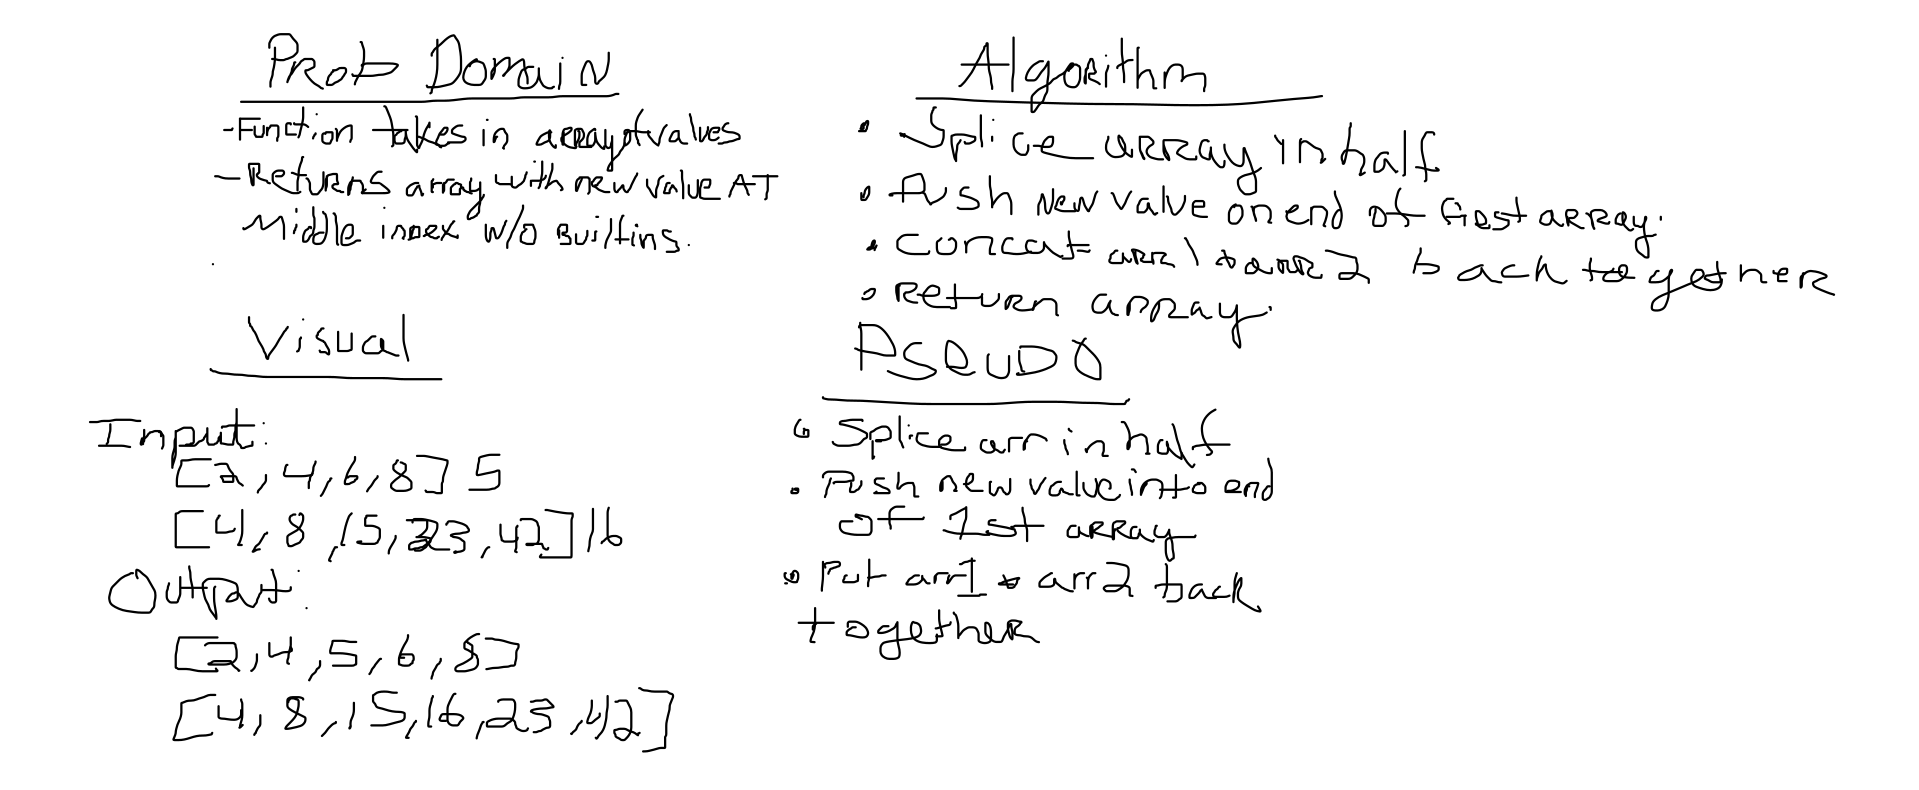 Prob Domain
- Function takes in array of values
- Returns array with new value AT
Middle index w/o Builtins.
Visual
Input:
[2, 4, 6, 8] 5
[4, 8, 15, 23, 42] 16
Output:
[2, 4, 5, 6, 8]
[4, 8, 15, 16, 23, 42]
Algorithm
• Splice array in half
• Push New value on end of first array.
• Concat arr1 to arr2 back together
• Return array.
PSEUDO
• Splice arr in half
• Push new value into end
of 1st array
• Put arr1 & arr2 back
together